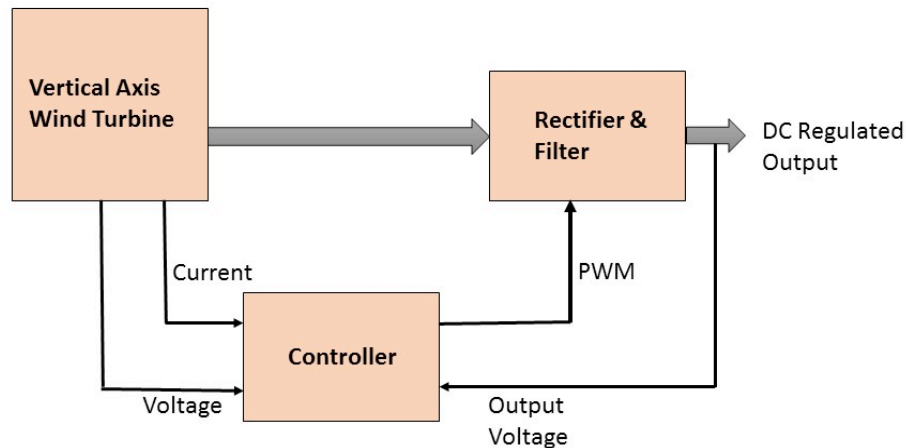 Vertical Axis
Wind Turbine
Rectifier &
Filter
DC Regulated
Output
Current
PWM
Controller
Voltage
Output
Voltage